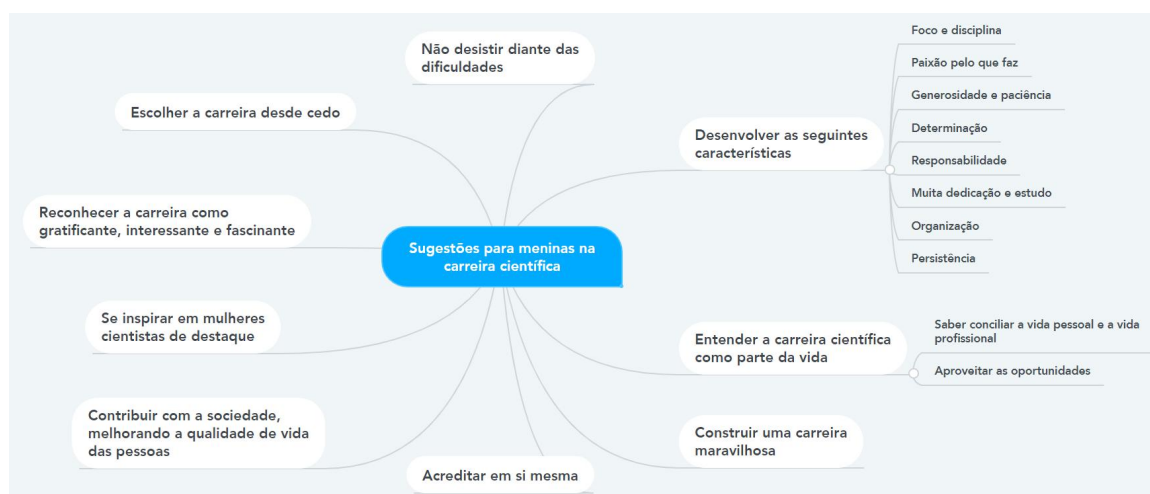 Não desistir diante das
dificuldades
Escolher a carreira desde cedo
Reconhecer a carreira como
gratificante, interessante e fascinante
Se inspirar em mulheres
cientistas de destaque
Contribuir com a sociedade,
melhorando a qualidade de vida
das pessoas
Acreditar em si mesma
Sugestões para meninas na
carreira científica
Desenvolver as seguintes
características
Foco e disciplina
Paixão pelo que faz
Generosidade e paciência
Determinação
Responsabilidade
Muita dedicação e estudo
Organização
Persistência
Entender a carreira científica
como parte da vida
Saber conciliar a vida pessoal e a vida
profissional
Aproveitar as oportunidades
Construir uma carreira
maravilhosa